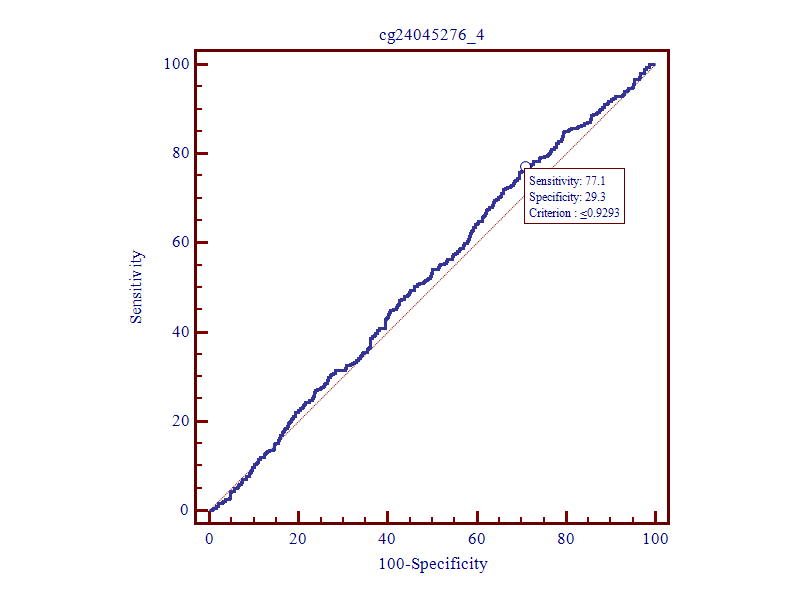 cg24045276_4
100
80
60
40
20
0
Sensitivity
Sensitivity: 77.1
Specificity: 29.3
Criterion : ≤0.9293
0 20 40 60 80 100
100-Specificity